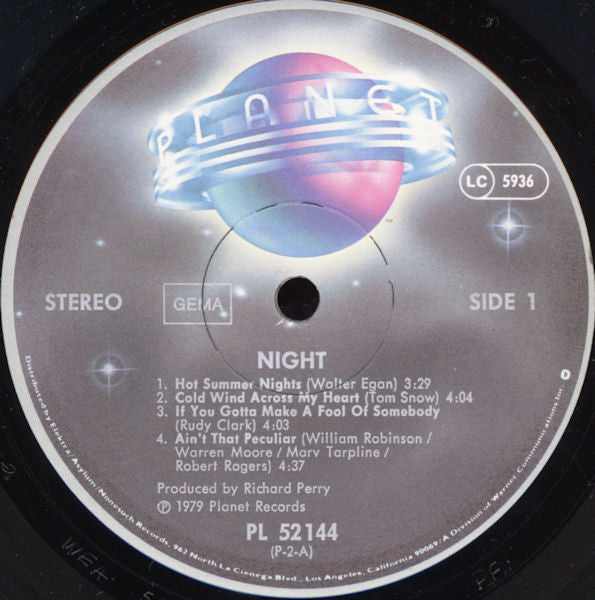 PLANET
™
LC 5936
STEREO
GEMA
SIDE 1
NIGHT
1. Hot Summer Nights (Walter Egan) 3:29
2. Cold Wind Across My Heart (Tom Snow) 4:04
3. If You Gotta Make A Fool Of Somebody
(Rudy Clark) 4:03
4. Ain't That Peculiar (William Robinson/
Warren Moore/Marv Tarpline/
Robert Rogers) 4:37
Produced by Richard Perry
Ⓟ 1979 Planet Records
PL 52144
(P-2-A)
Distributed by Elektra/Asylum/Nonesuch Records, 962 North La Cienega Blvd., Los Angeles, California 90069/A Division of Warner Communications Inc
WEA